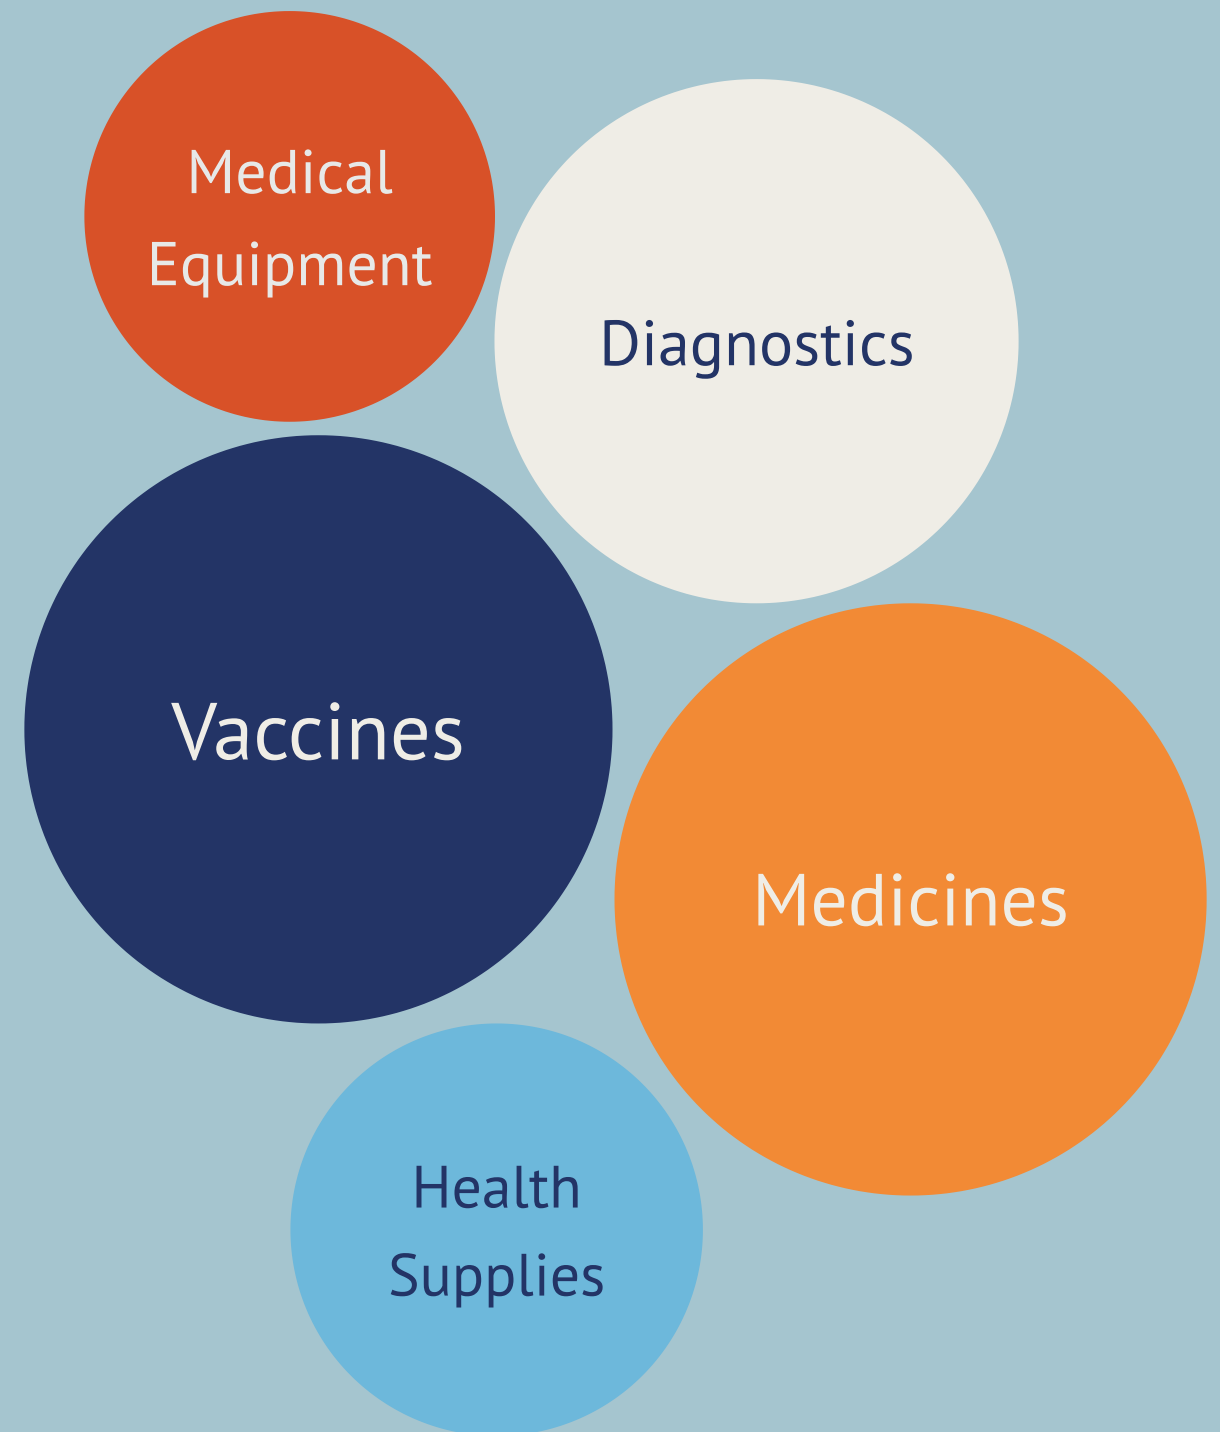 Medical
Equipment
Diagnostics
Vaccines
Medicines
Health
Supplies